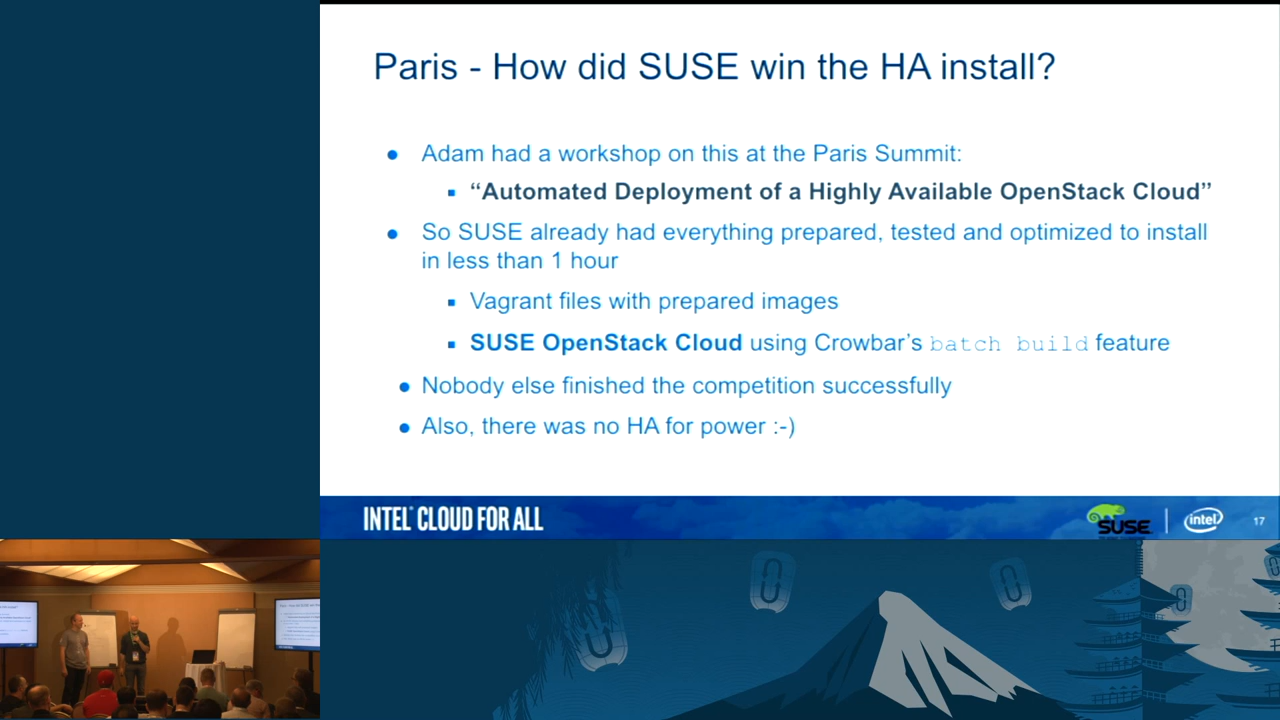 Paris - How did SUSE win the HA install?
● Adam had a workshop on this at the Paris Summit:
▪ “Automated Deployment of a Highly Available OpenStack Cloud”
● So SUSE already had everything prepared, tested and optimized to install
in less than 1 hour
▪ Vagrant files with prepared images
▪ SUSE OpenStack Cloud using Crowbar’s batch build feature
● Nobody else finished the competition successfully
● Also, there was no HA for power :-)
INTEL® CLOUD FOR ALL
SUSE
intel
17